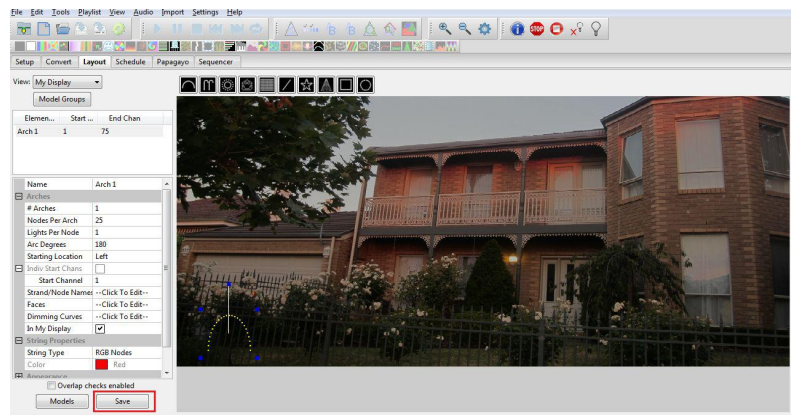 File Edit Tools Playlist View Audio Import Settings Help
STOP
Setup Convert Layout Schedule Papagayo Sequencer
View: My Display
Model Groups
Elemen... Start ... End Chan
Arch 1 1 75
Name Arch 1
Arches
# Arches 1
Nodes Per Arch 25
Lights Per Node 1
Arc Degrees 180
Starting Location Left
Indiv Start Chans
Start Channel 1
Strand/Node Names --Click To Edit--
Faces --Click To Edit--
Dimming Curves --Click To Edit--
In My Display
String Properties
String Type RGB Nodes
Color Red
Appearance
Overlap checks enabled
Models Save